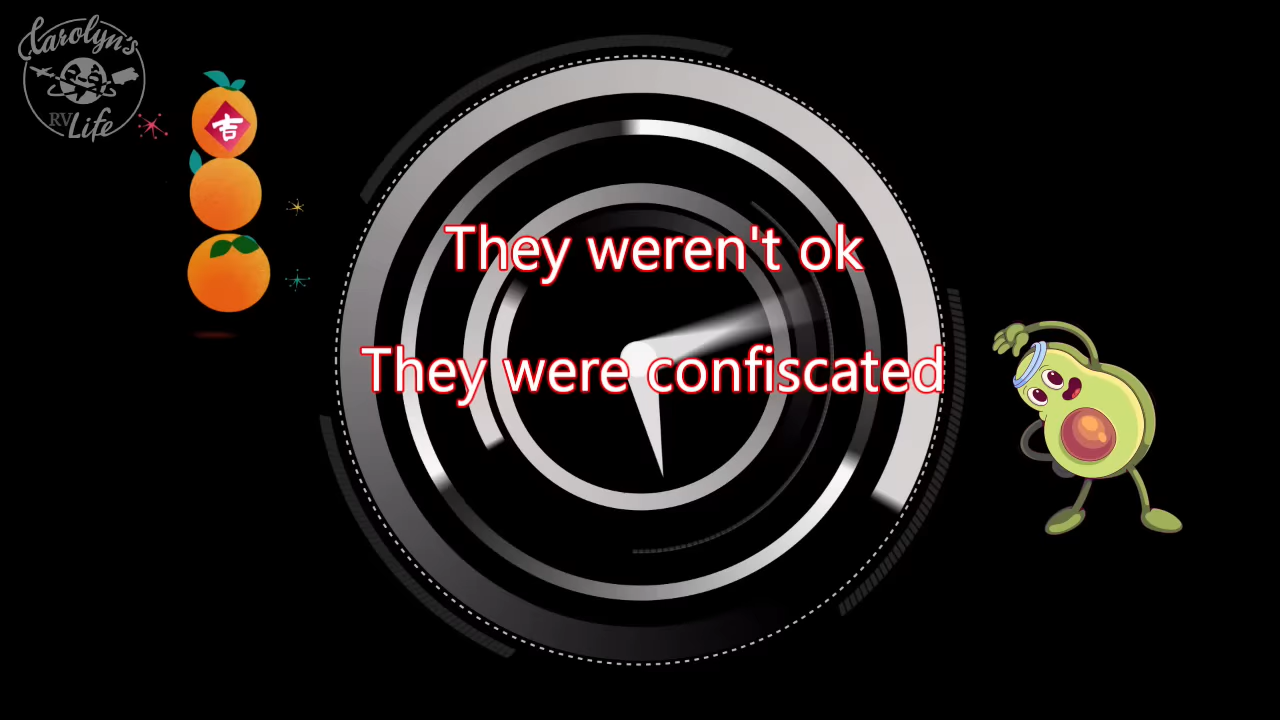 Carolyn's
RV Life
吉
They weren't ok
They were confiscated